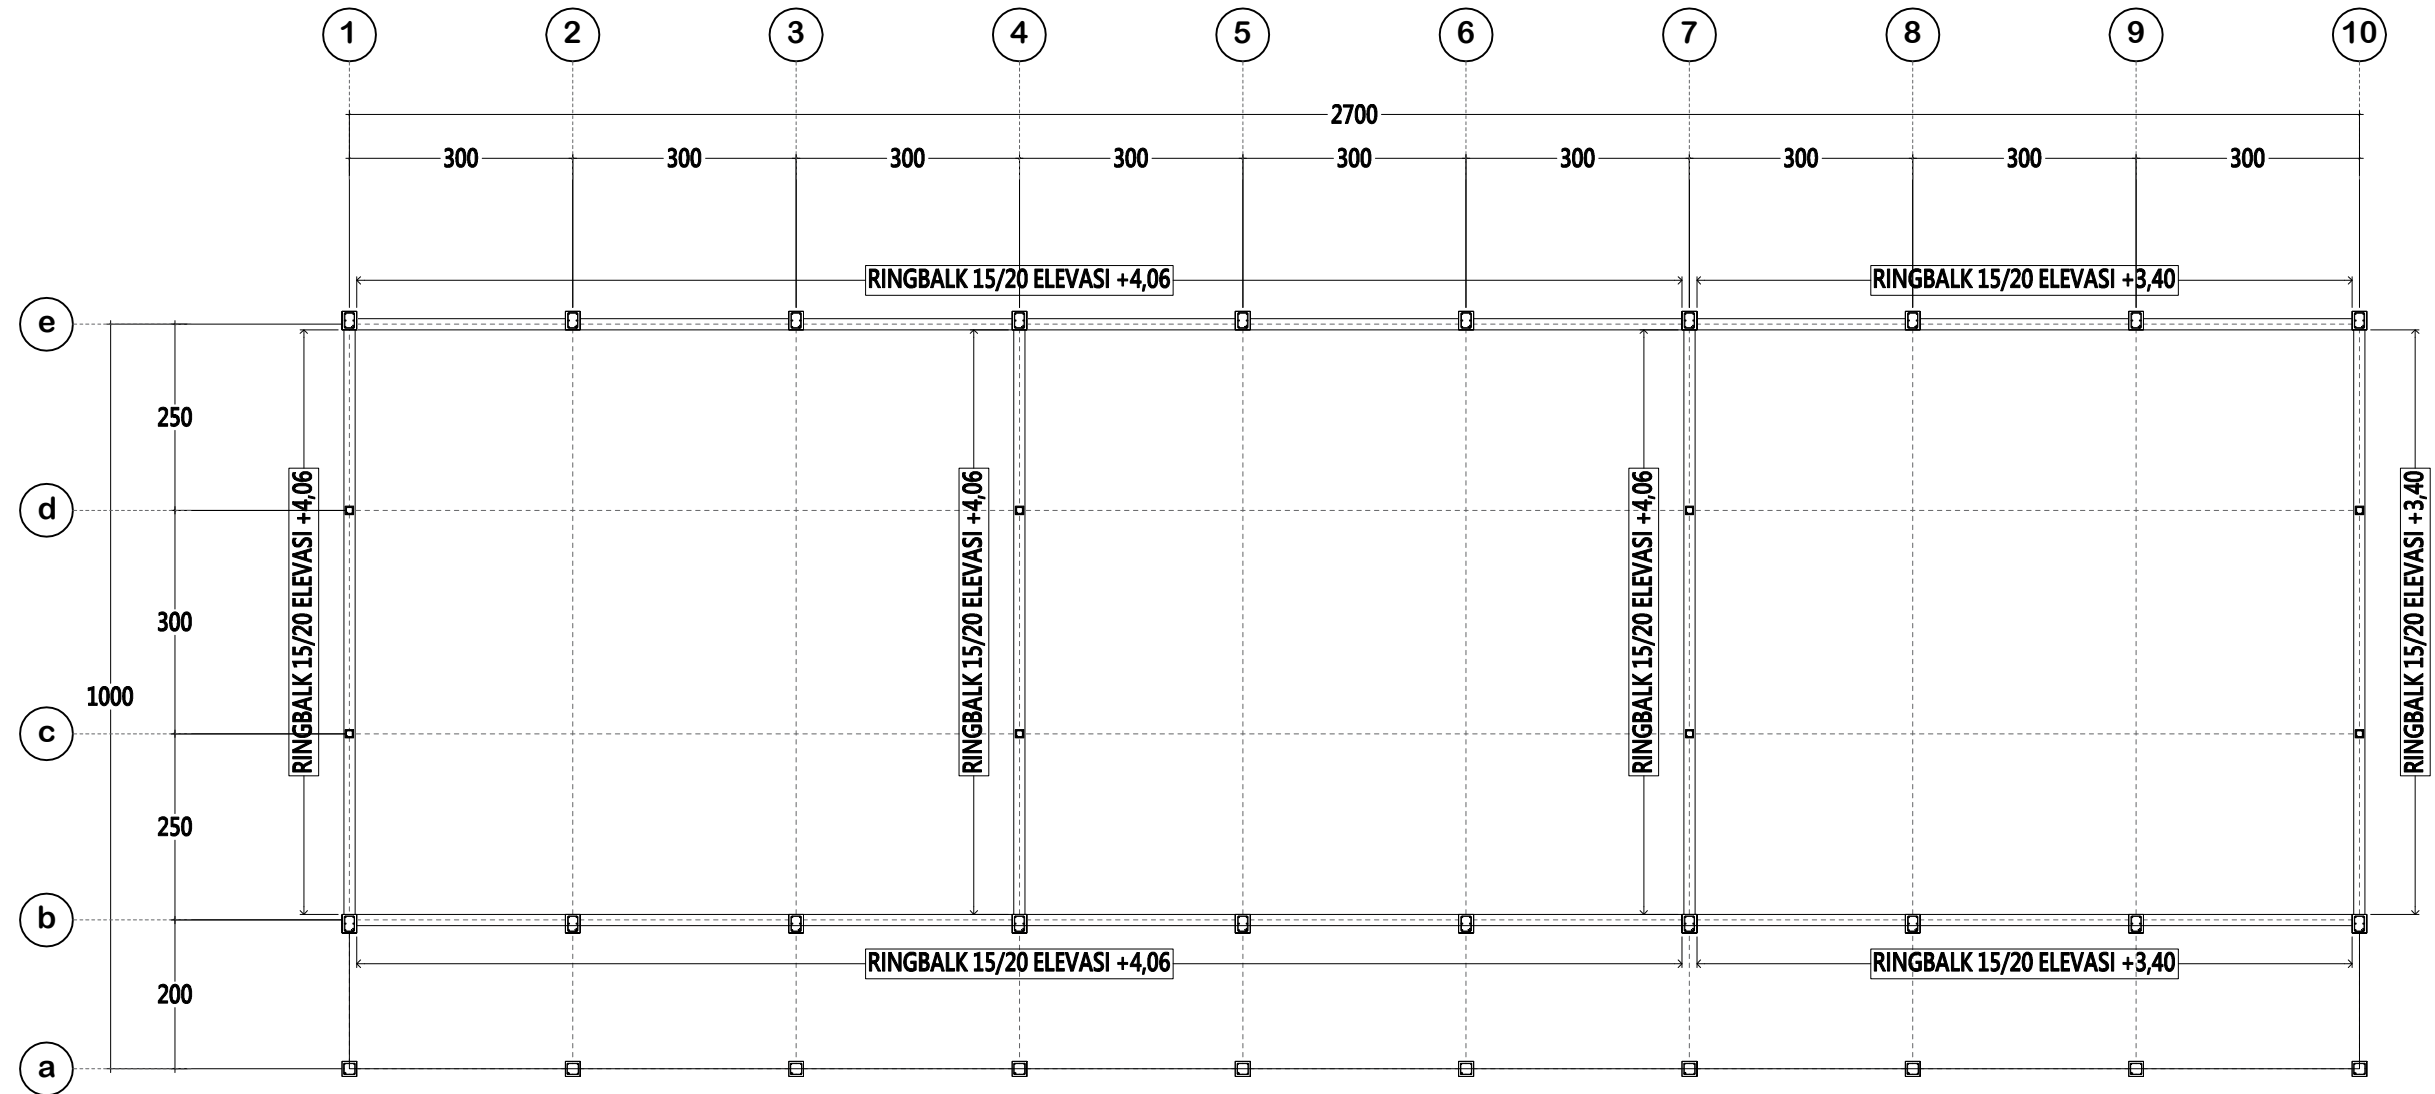 1 2 3 4 5 6 7 8 9 10
2700
300 300 300 300 300 300 300 300 300
RINGBALK 15/20 ELEVASI +4,06 RINGBALK 15/20 ELEVASI +3,40
e
250
d
RINGBALK 15/20 ELEVASI +4,06
RINGBALK 15/20 ELEVASI +4,06
RINGBALK 15/20 ELEVASI +4,06
RINGBALK 15/20 ELEVASI +3,40
300
1000
c
250
b
RINGBALK 15/20 ELEVASI +4,06 RINGBALK 15/20 ELEVASI +3,40
200
a